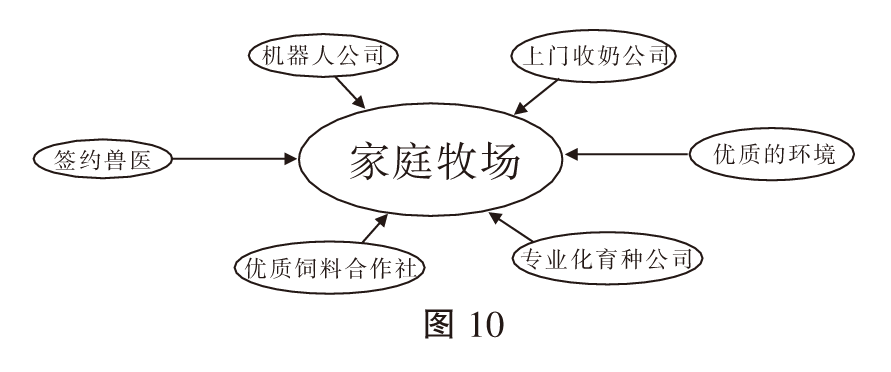 机器人公司
上门收奶公司
签约兽医
家庭牧场
优质的环境
优质饲料合作社
专业化育种公司
图 10